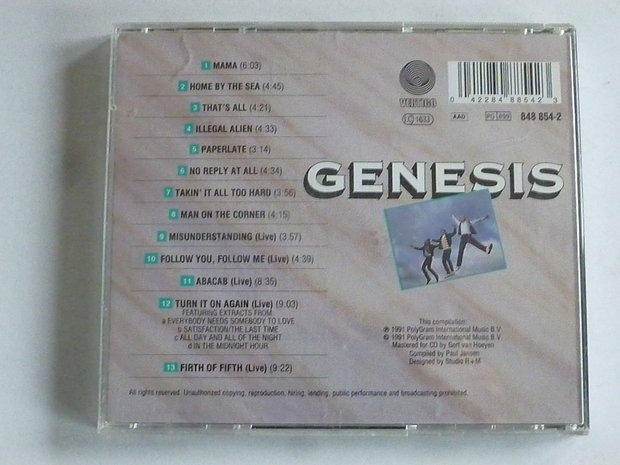 1 MAMA (6:03)
2 HOME BY THE SEA (4:45)
3 THAT'S ALL (4:21)
4 ILLEGAL ALIEN (4:33)
5 PAPERLATE (3:14)
6 NO REPLY AT ALL (4:34)
7 TAKIN' IT ALL TOO HARD (3:56)
8 MAN ON THE CORNER (4:15)
9 MISUNDERSTANDING (Live) (3:57)
10 FOLLOW YOU, FOLLOW ME (Live) (4:39)
11 ABACAB (Live) (8:35)
12 TURN IT ON AGAIN (Live) (9:03)
FEATURING EXTRACTS FROM:
a EVERYBODY NEEDS SOMEBODY TO LOVE
b SATISFACTION/THE LAST TIME
c ALL DAY AND ALL OF THE NIGHT
d IN THE MIDNIGHT HOUR
13 FIRTH OF FIFTH (Live) (9:22)
VERTIGO
LC 1633
AAD
PG 899
0 42284 88542 3
848 854-2
GENESIS
This compilation:
℗ 1991 PolyGram International Music B.V
© 1991 PolyGram International Music B.V.
Mastered for CD by Gert van Hoeyen
Compiled by Paul Jansen
Designed by Studio R+M
All rights reserved. Unauthorized copying, reproduction, hiring, lending, public performance and broadcasting prohibited.